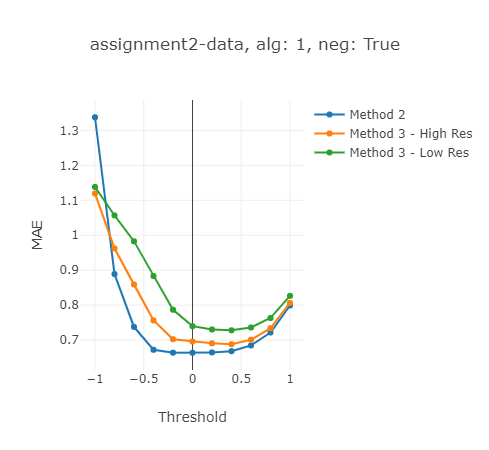 assignment2-data, alg: 1, neg: True
Method 2
Method 3 - High Res
Method 3 - Low Res
MAE
1.3
1.2
1.1
1
0.9
0.8
0.7
−1
−0.5
0
0.5
1
Threshold